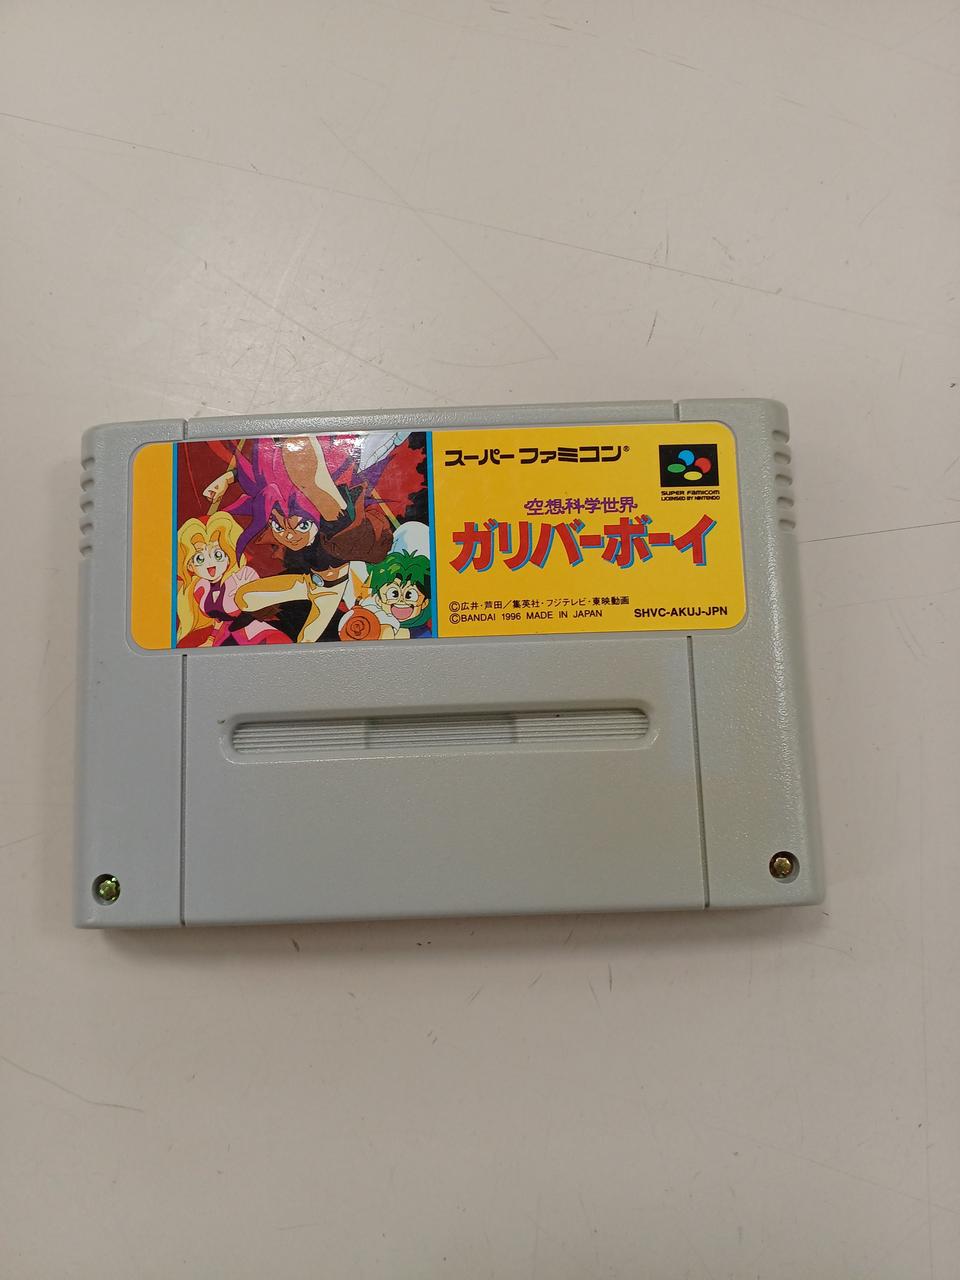 スーパーファミコン®
SUPER FAMICOM
LICENSED BY NINTENDO
空想科学世界
ガリバーボーイ
©広井・芦田／集英社・フジテレビ・東映動画
©BANDAI 1996 MADE IN JAPAN
SHVC-AKUJ-JPN